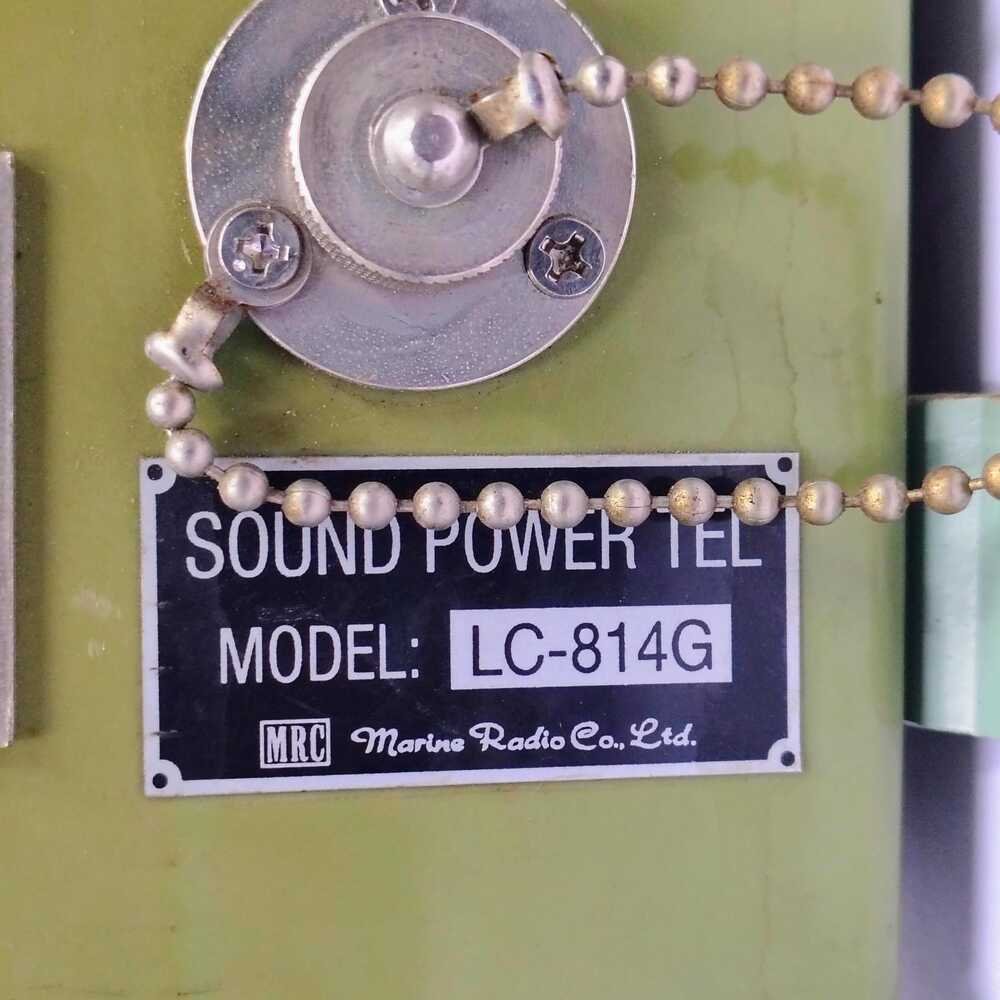 SOUND POWER TEL
MODEL: LC-814G
MRC Marine Radio Co., Ltd.